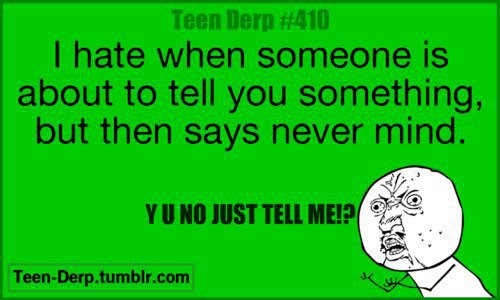 Teen Derp #410
I hate when someone is
about to tell you something,
but then says never mind.
Y U NO JUST TELL ME!?
Teen-Derp.tumblr.com